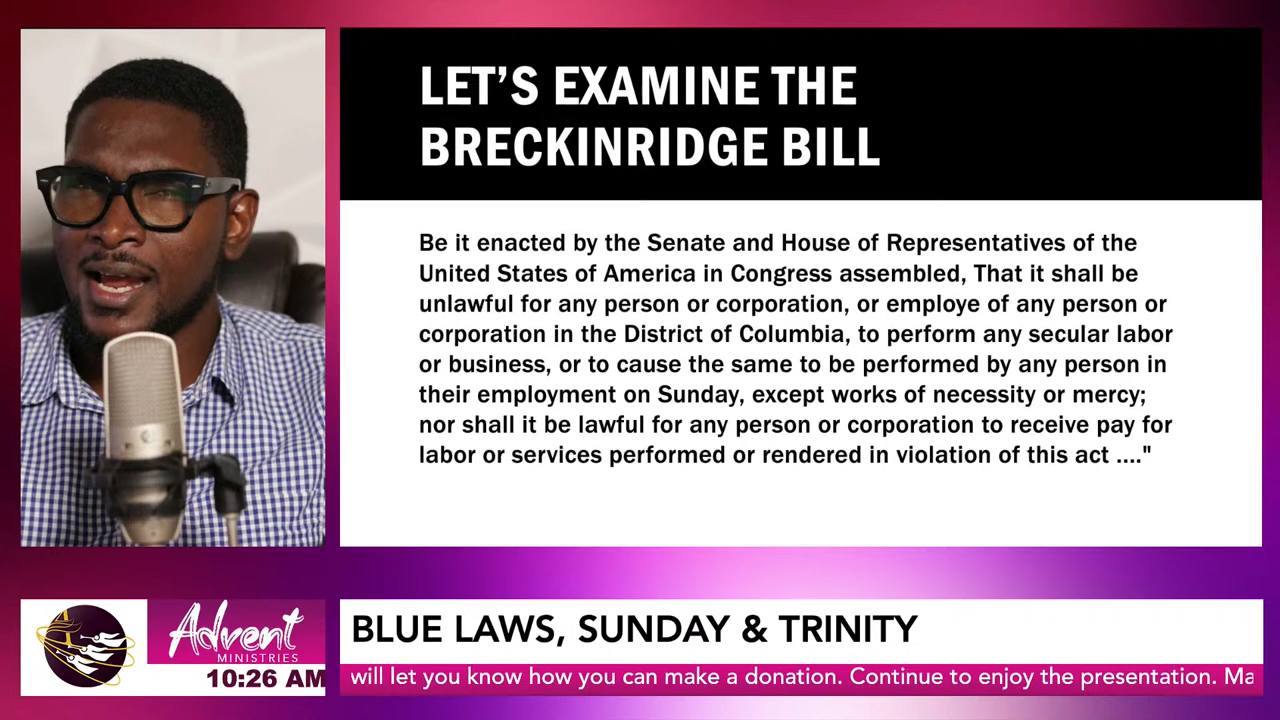 LET’S EXAMINE THE
BRECKINRIDGE BILL
Be it enacted by the Senate and House of Representatives of the
United States of America in Congress assembled, That it shall be
unlawful for any person or corporation, or employe of any person or
corporation in the District of Columbia, to perform any secular labor
or business, or to cause the same to be performed by any person in
their employment on Sunday, except works of necessity or mercy;
nor shall it be lawful for any person or corporation to receive pay for
labor or services performed or rendered in violation of this act ...."
Advent
MINISTRIES
10:26 AM
BLUE LAWS, SUNDAY & TRINITY
will let you know how you can make a donation. Continue to enjoy the presentation. Ma